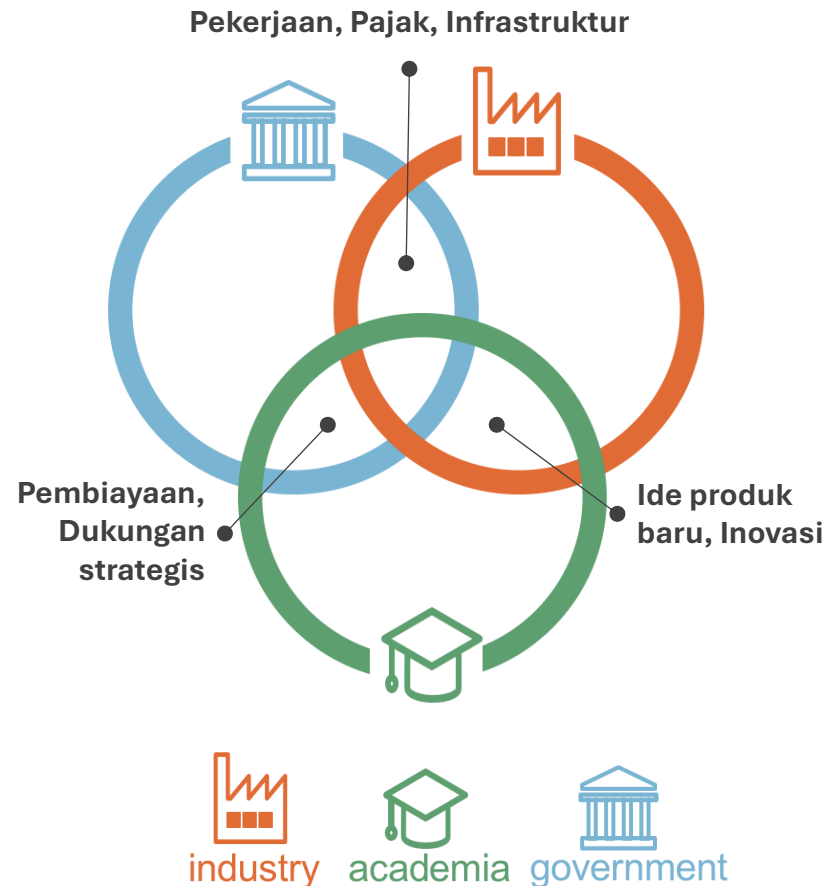 Pekerjaan, Pajak, Infrastruktur
Pembiayaan,
Dukungan
strategis
Ide produk
baru, Inovasi
industry
academia
government